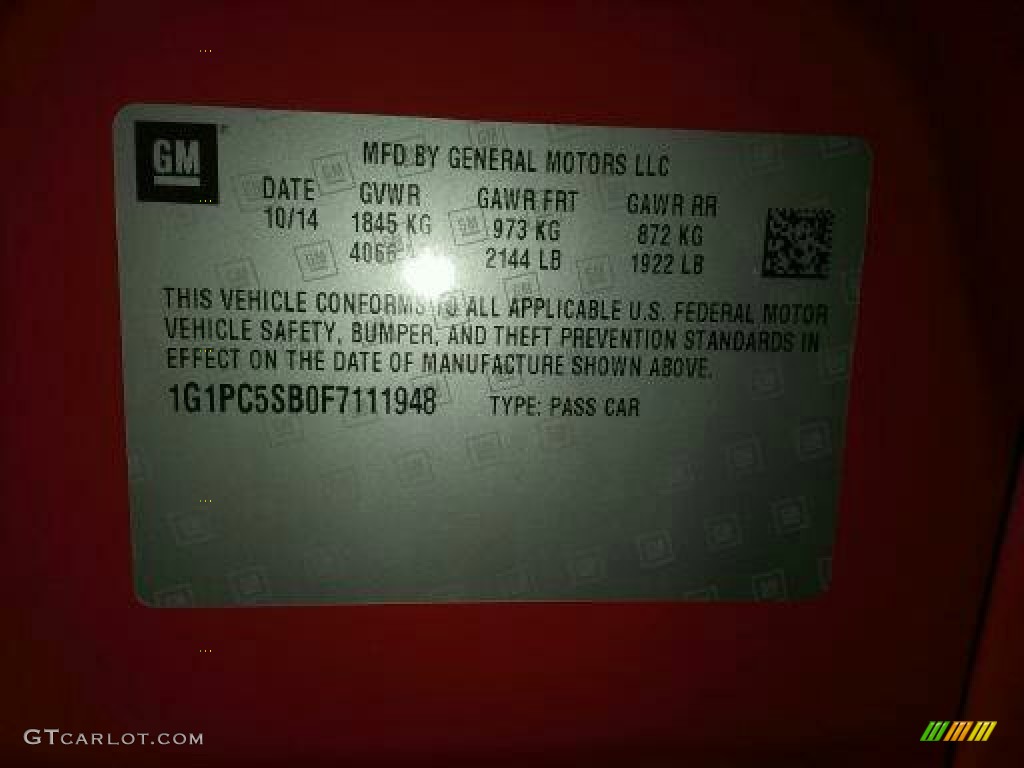 GM
MFD BY GENERAL MOTORS LLC
DATE GVWR GAWR FRT GAWR RR
10/14 1845 KG 973 KG 872 KG
4066 2144 LB 1922 LB
THIS VEHICLE CONFORMS TO ALL APPLICABLE U.S. FEDERAL MOTOR
VEHICLE SAFETY, BUMPER, AND THEFT PREVENTION STANDARDS IN
EFFECT ON THE DATE OF MANUFACTURE SHOWN ABOVE.
1G1PC5SB0F7111948 TYPE: PASS CAR
GTCARLOT.COM